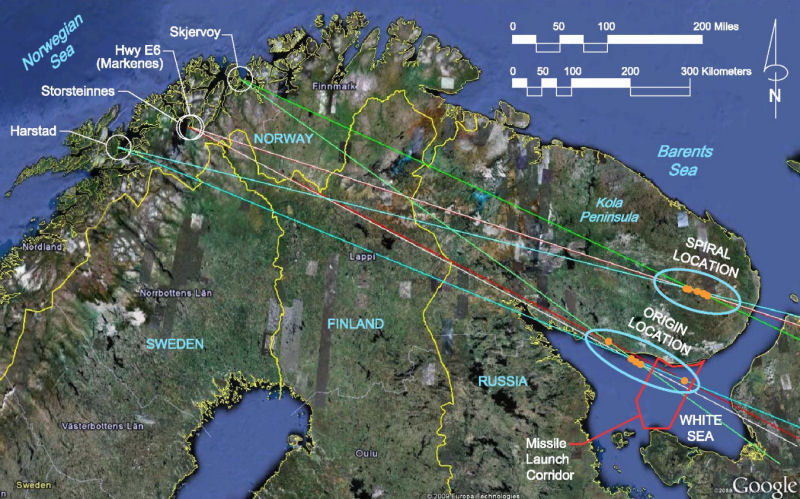 Norwegian
Sea
Skjervoy
Hwy E6
(Markenes)
Storsteinnes
Harstad
0 50 100 200 Miles
0 50 100 200 300 Kilometers
N
Finnmark
NORWAY
Barents
Sea
Kola
Peninsula
SPIRAL
LOCATION
Nordland
Lappi
Norrbottens Län
ORIGIN
LOCATION
FINLAND
SWEDEN
RUSSIA
WHITE
SEA
Västerbottens Län
Oulu
Missile
Launch
Corridor
Sweden
© 2009 Europa Technologies
Google